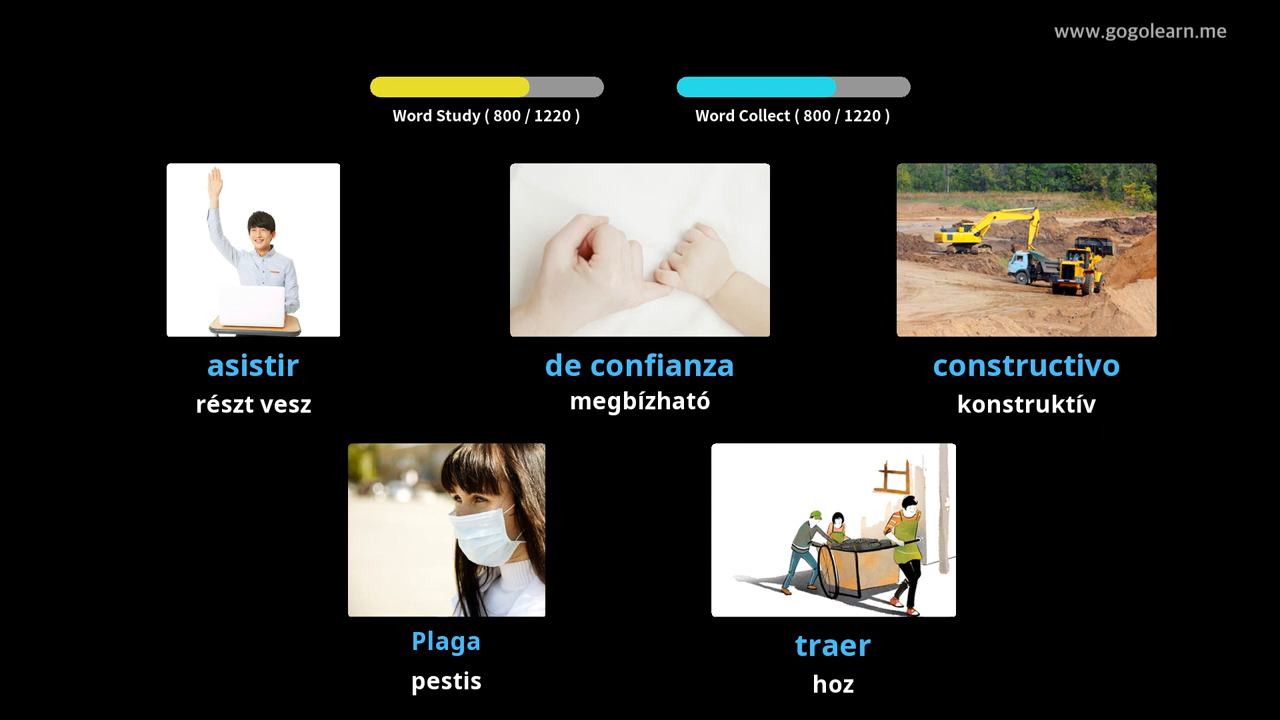 www.gogolearn.me
Word Study ( 800 / 1220 )
Word Collect ( 800 / 1220 )
asistir
részt vesz
de confianza
megbízható
constructivo
konstruktív
Plaga
pestis
traer
hoz